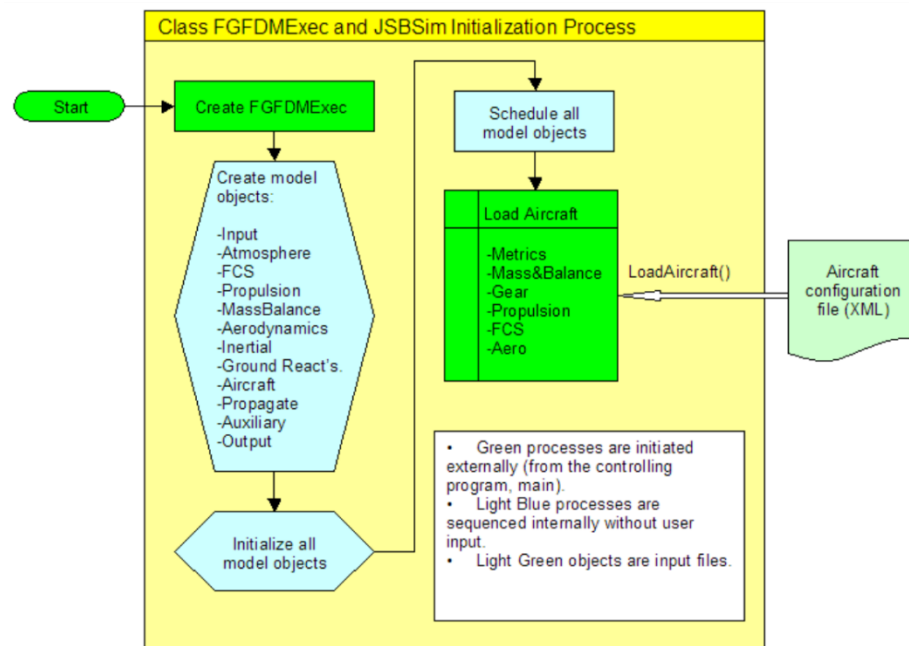 Class FGFDMExec and JSBSim Initialization Process
Start
Create FGFDMExec
Create model
objects:
-Input
-Atmosphere
-FCS
-Propulsion
-MassBalance
-Aerodynamics
-Inertial
-Ground React's.
-Aircraft
-Propagate
-Auxiliary
-Output
Initialize all
model objects
Schedule all
model objects
Load Aircraft
-Metrics
-Mass&Balance
-Gear
-Propulsion
-FCS
-Aero
LoadAircraft()
Aircraft
configuration
file (XML)
• Green processes are initiated
externally (from the controlling
program, main).
• Light Blue processes are
sequenced internally without user
input.
• Light Green objects are input files.